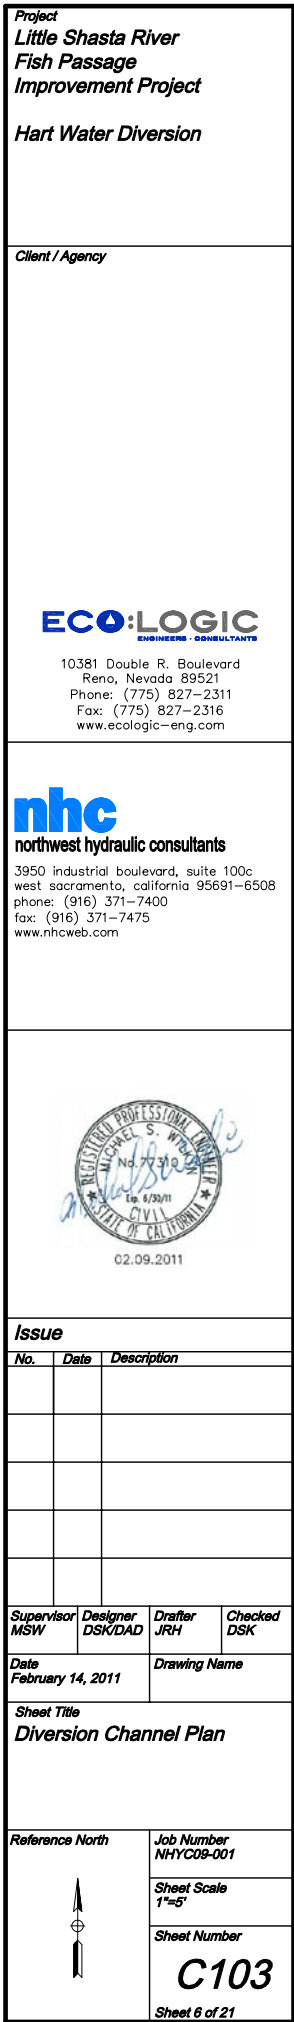 Project
Little Shasta River
Fish Passage
Improvement Project
Hart Water Diversion
Client / Agency
ECO:LOGIC
ENGINEERS · CONSULTANTS
10381 Double R. Boulevard
Reno, Nevada 89521
Phone: (775) 827-2311
Fax: (775) 827-2316
www.ecologic-eng.com
nhc
northwest hydraulic consultants
3950 industrial boulevard, suite 100c
west sacramento, california 95691-6508
phone: (916) 371-7400
fax: (916) 371-7475
www.nhcweb.com
REGISTERED PROFESSIONAL ENGINEER
MICHAEL S.
No. 77310
Exp. 6/30/11
CIVIL
STATE OF CALIFORNIA
02.09.2011
Issue
No. Date Description
Supervisor Designer Drafter Checked
MSW DSK/DAD JRH DSK
Date Drawing Name
February 14, 2011
Sheet Title
Diversion Channel Plan
Reference North
Job Number
NHYC09-001
Sheet Scale
1"=5'
Sheet Number
C103
Sheet 6 of 21